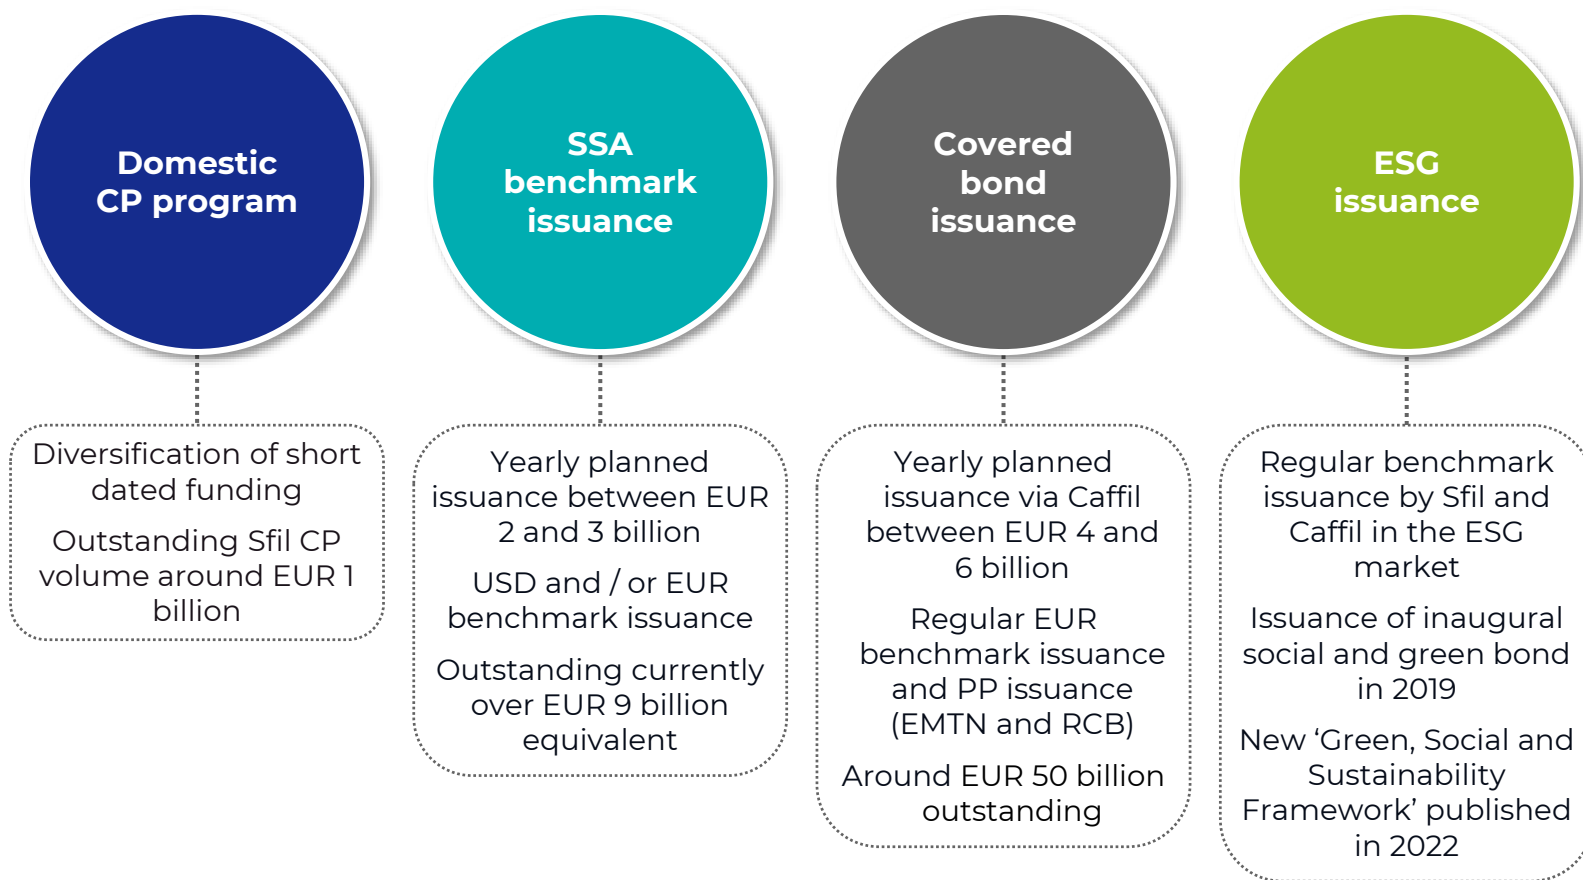 Domestic
CP program
Diversification of short
dated funding
Outstanding Sfil CP
volume around EUR 1
billion
SSA
benchmark
issuance
Yearly planned
issuance between EUR
2 and 3 billion
USD and / or EUR
benchmark issuance
Outstanding currently
over EUR 9 billion
equivalent
Covered
bond
issuance
Yearly planned
issuance via Caffil
between EUR 4 and
6 billion
Regular EUR
benchmark issuance
and PP issuance
(EMTN and RCB)
Around EUR 50 billion
outstanding
ESG
issuance
Regular benchmark
issuance by Sfil and
Caffil in the ESG
market
Issuance of inaugural
social and green bond
in 2019
New ‘Green, Social and
Sustainability
Framework’ published
in 2022